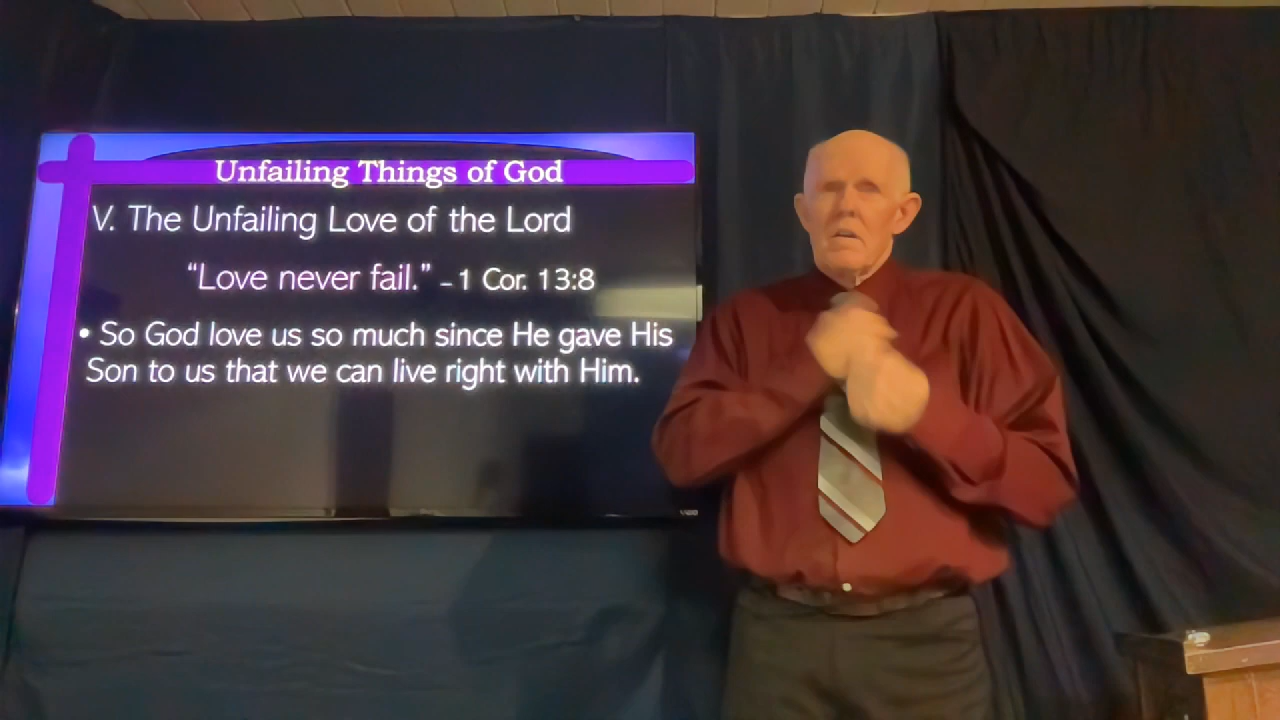 Unfailing Things of God
V. The Unfailing Love of the Lord
“Love never fail.” – 1 Cor. 13:8
• So God love us so much since He gave His
Son to us that we can live right with Him.